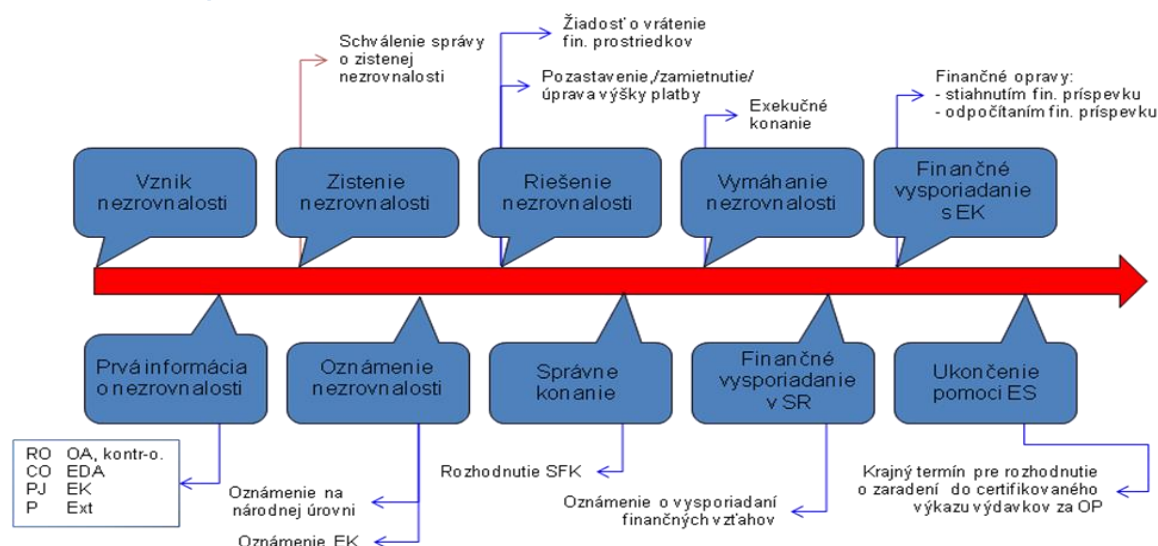 Žiadosť o vrátenie
fin. prostriedkov
Schválenie správy
o zistenej
nezrovnalosti
Pozastavenie,/zamietnutie/
úprava výšky platby
Exekučné
konanie
Finančné opravy:
- stiahnutím fin. príspevku
- odpočítaním fin. príspevku
Vznik
nezrovnalosti
Zistenie
nezrovnalosti
Riešenie
nezrovnalosti
Vymáhanie
nezrovnalosti
Finančné
vysporiadanie
s EK
Prvá informácia
o nezrovnalosti
Oznámenie
nezrovnalosti
Správne
konanie
Finančné
vysporiadanie
v SR
Ukončenie
pomoci ES
RO OA, kontr-o.
CO EDA
PJ EK
P Ext
Oznámenie na
národnej úrovni
Oznámenie EK
Rozhodnutie SFK
Oznámenie o vysporiadaní
finančných vzťahov
Krajný termín pre rozhodnutie
o zaradení do certifikovaného
výkazu výdavkov za OP